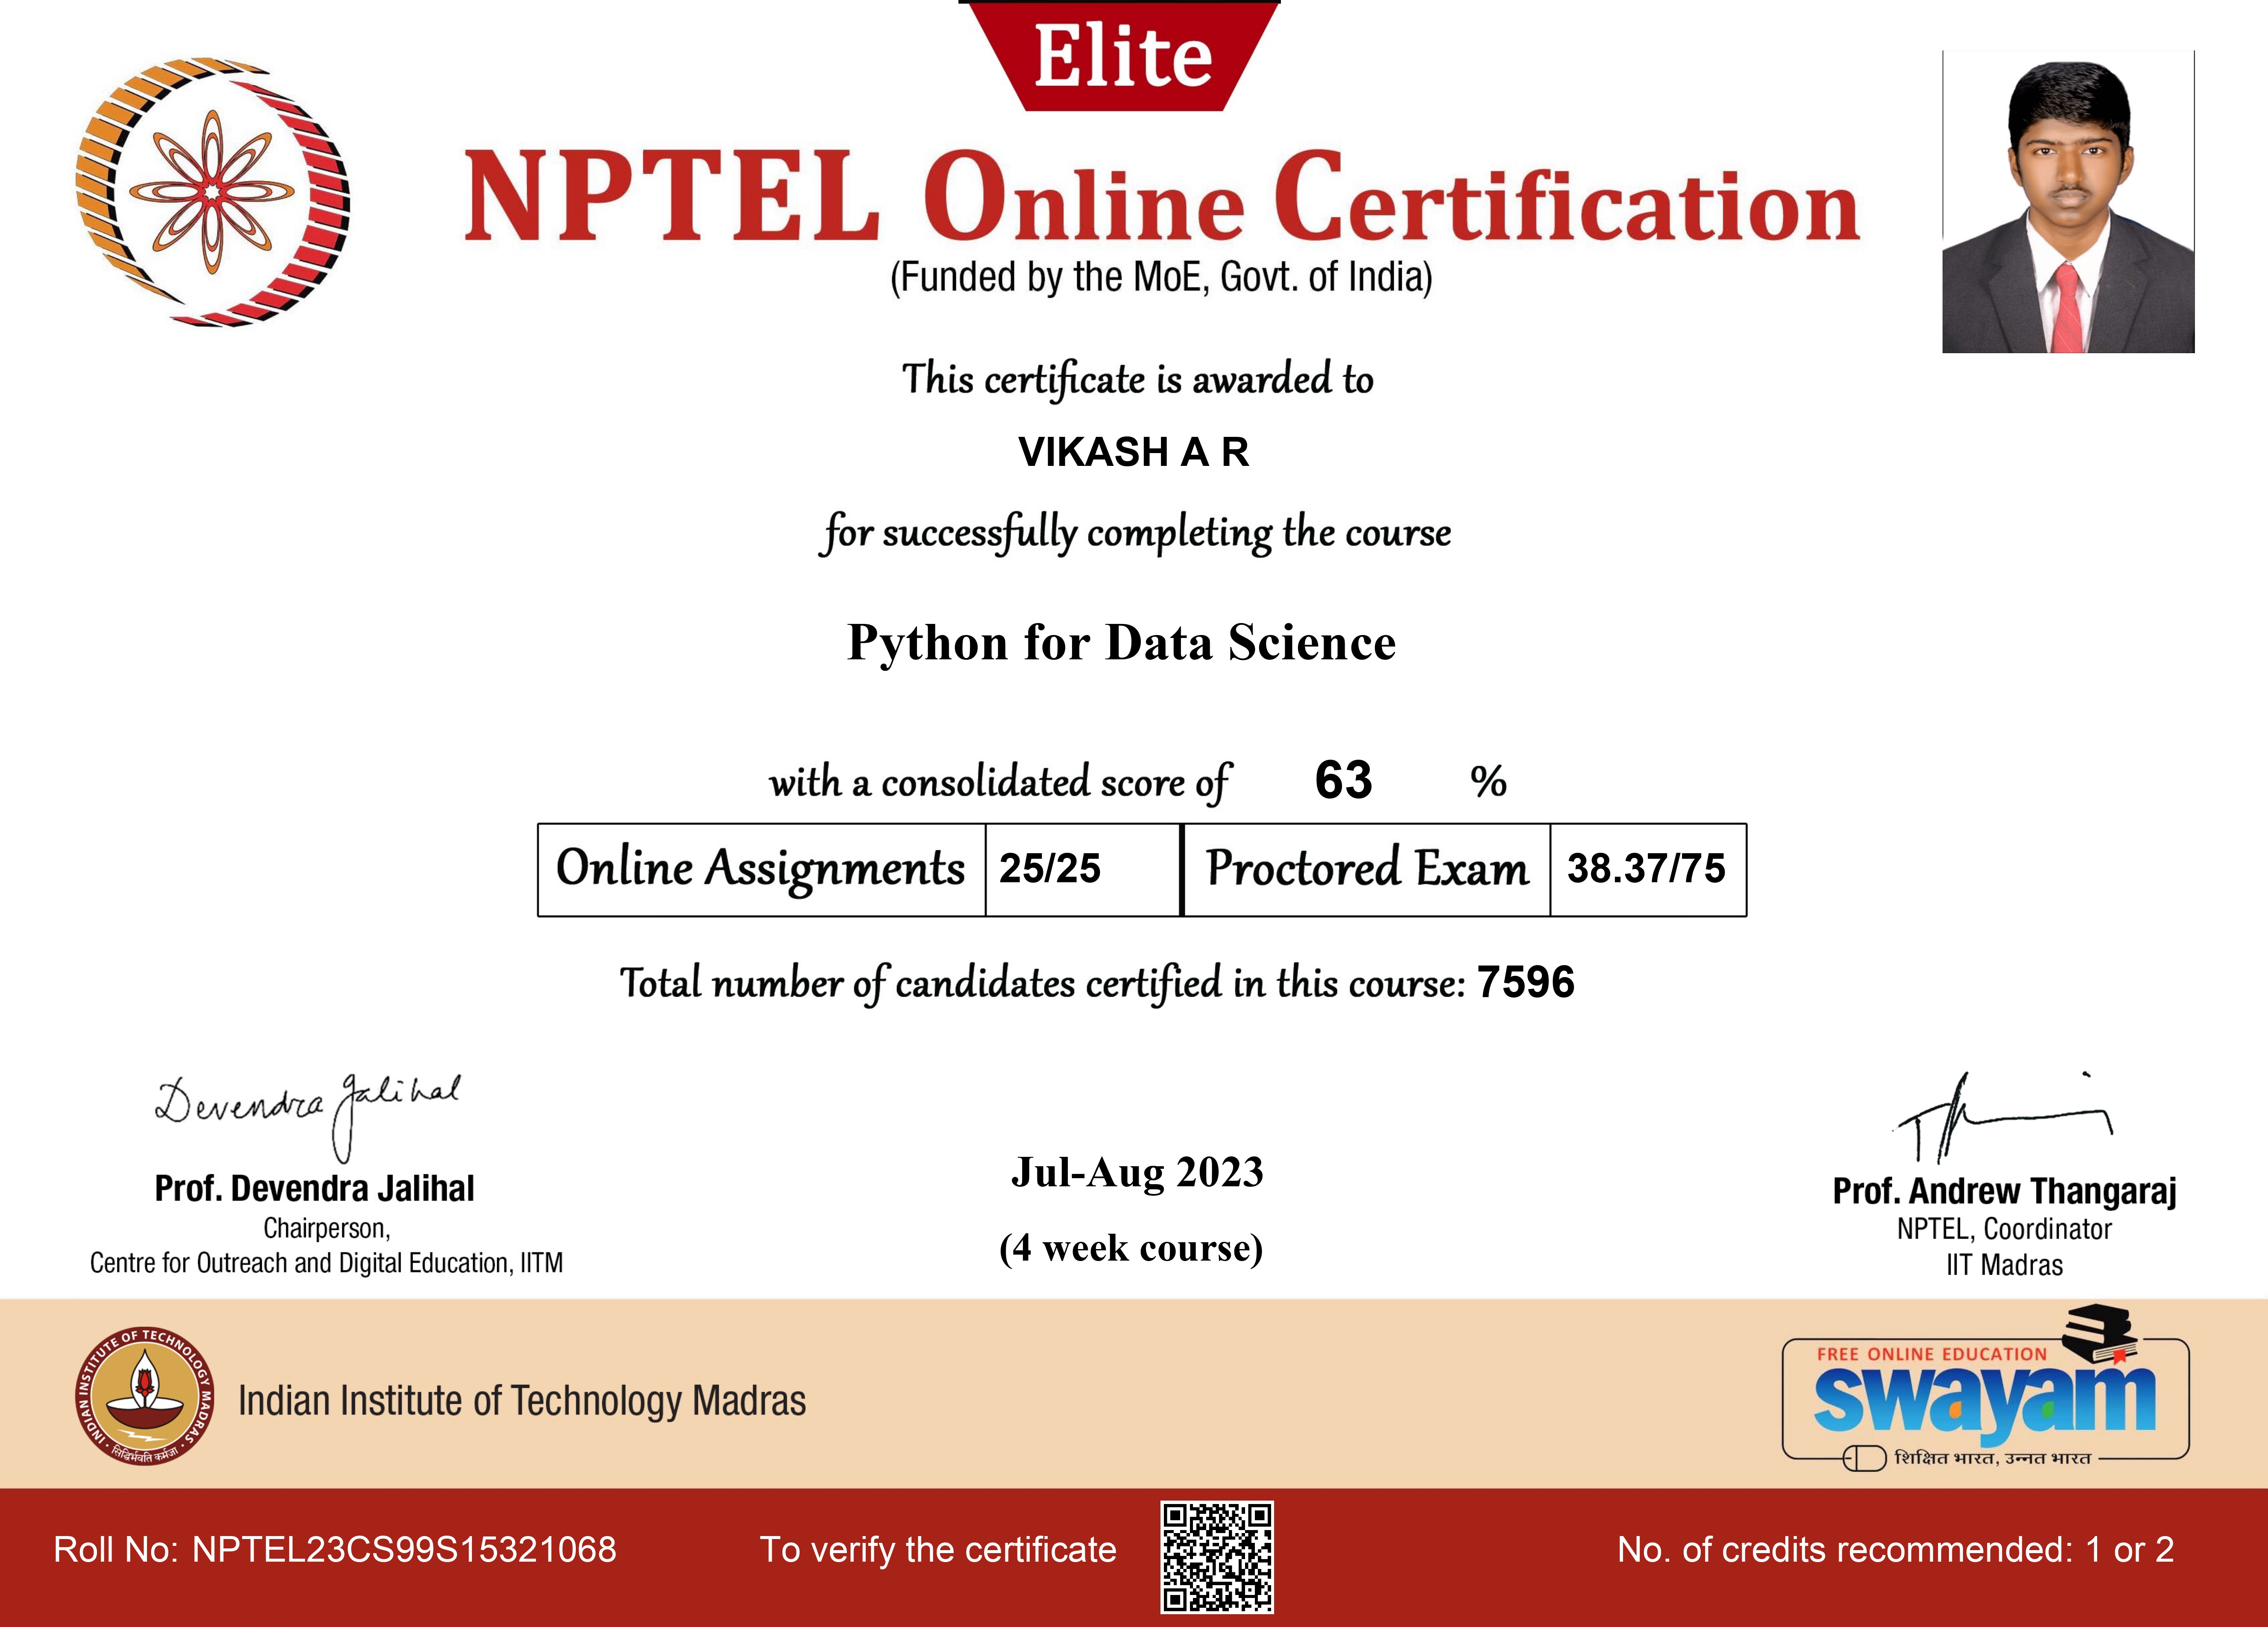 Elite
NPTEL Online Certification
(Funded by the MoE, Govt. of India)
This certificate is awarded to
VIKASH A R
for successfully completing the course
Python for Data Science
with a consolidated score of 63 %
Online Assignments 25/25 Proctored Exam 38.37/75
Total number of candidates certified in this course: 7596
Devendra Jalihal
Prof. Devendra Jalihal
Chairperson,
Centre for Outreach and Digital Education, IITM
Jul-Aug 2023
(4 week course)
Prof. Andrew Thangaraj
NPTEL, Coordinator
IIT Madras
INDIAN INSTITUTE OF TECHNOLOGY MADRAS
सिद्धिर्भवति कर्मजा
Indian Institute of Technology Madras
FREE ONLINE EDUCATION
swayam
शिक्षित भारत, उन्नत भारत
Roll No: NPTEL23CS99S15321068
To verify the certificate
No. of credits recommended: 1 or 2